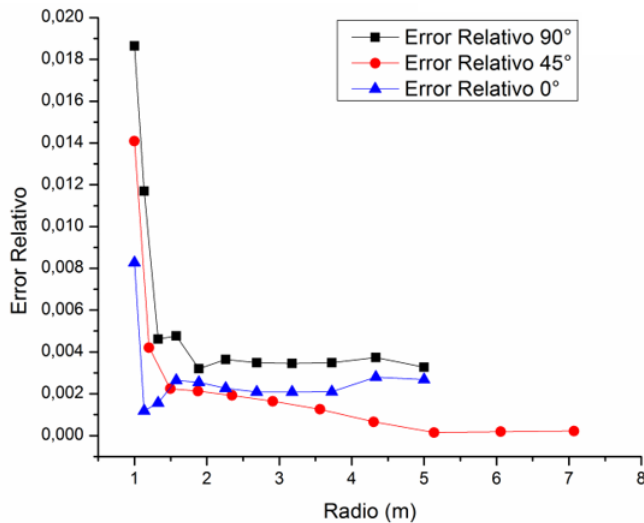 0,020
0,018
0,016
0,014
0,012
0,010
0,008
0,006
0,004
0,002
0,000
Error Relativo
Error Relativo 90°
Error Relativo 45°
Error Relativo 0°
1 2 3 4 5 6 7 8
Radio (m)